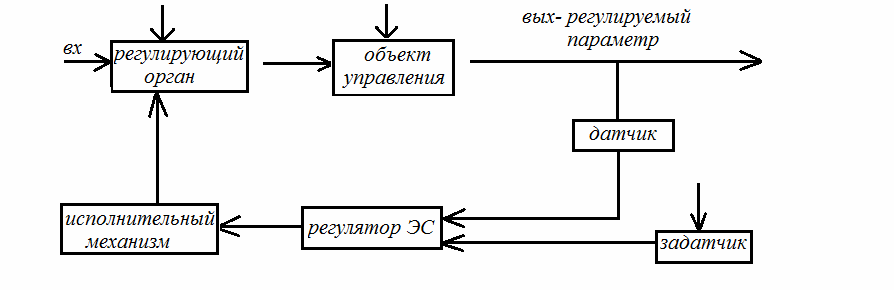 вых- регулируемый
параметр
вх
регулирующий
орган
объект
управления
датчик
исполнительный
механизм
регулятор ЭС
задатчик